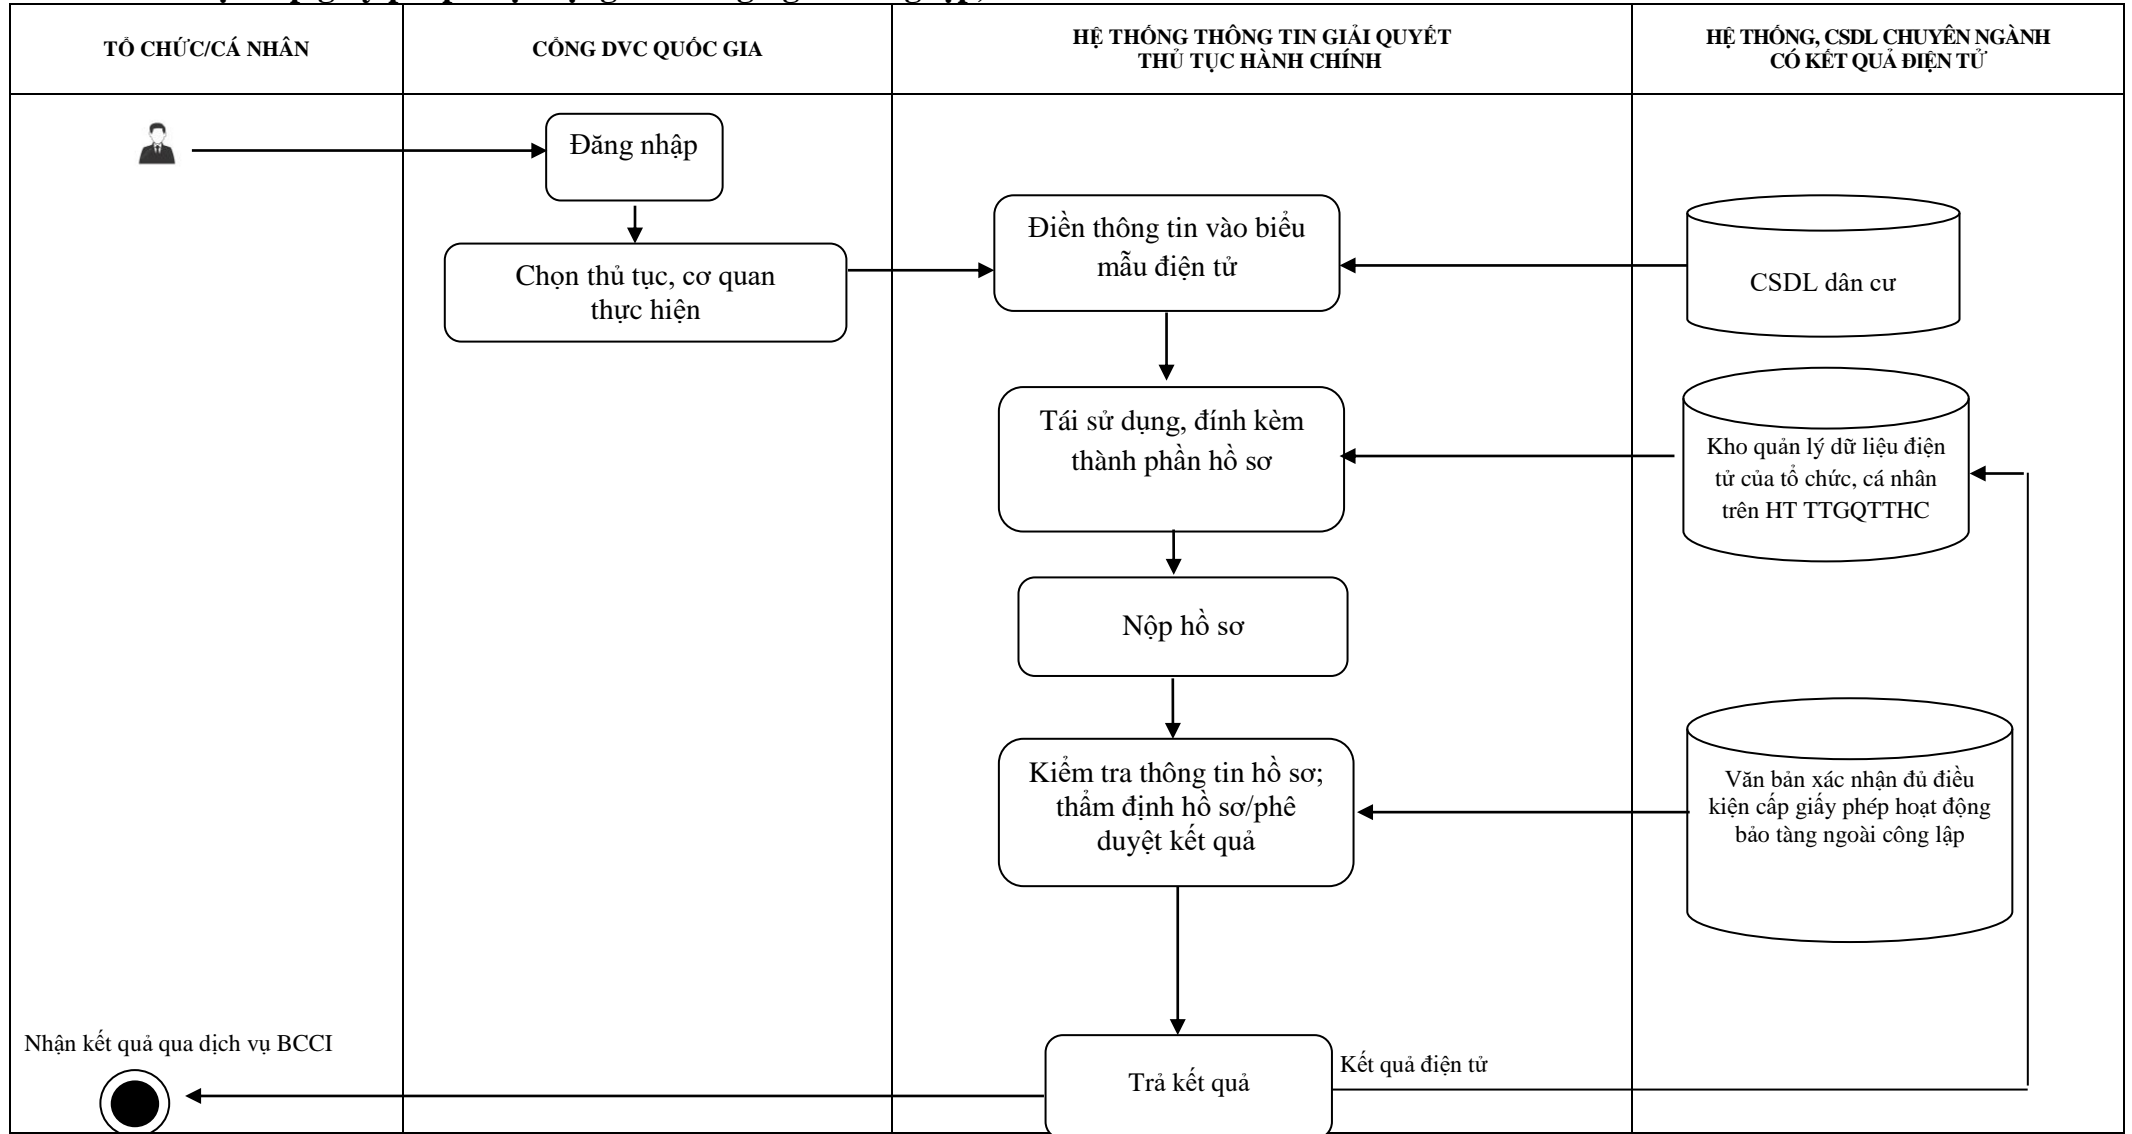 TỔ CHỨC/CÁ NHÂN
CỔNG DVC QUỐC GIA
HỆ THỐNG THÔNG TIN GIẢI QUYẾT
THỦ TỤC HÀNH CHÍNH
HỆ THỐNG, CSDL CHUYÊN NGÀNH
CÓ KẾT QUẢ ĐIỆN TỬ
Đăng nhập
Chọn thủ tục, cơ quan
thực hiện
Điền thông tin vào biểu
mẫu điện tử
CSDL dân cư
Tái sử dụng, đính kèm
thành phần hồ sơ
Kho quản lý dữ liệu điện
tử của tổ chức, cá nhân
trên HT TTGQTTHC
Nộp hồ sơ
Kiểm tra thông tin hồ sơ;
thẩm định hồ sơ/phê
duyệt kết quả
Văn bản xác nhận đủ điều
kiện cấp giấy phép hoạt động
bảo tàng ngoài công lập
Nhận kết quả qua dịch vụ BCCI
Trả kết quả
Kết quả điện tử